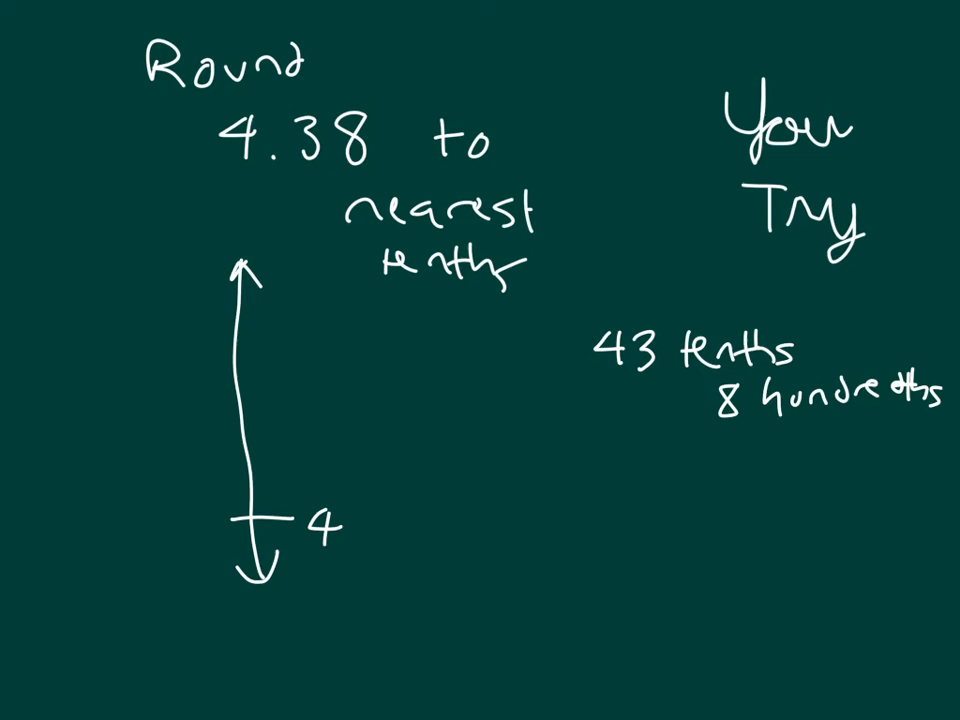 Round
4.38 to
nearest
tenths
You
Try
43 tenths
8 hundredths
4